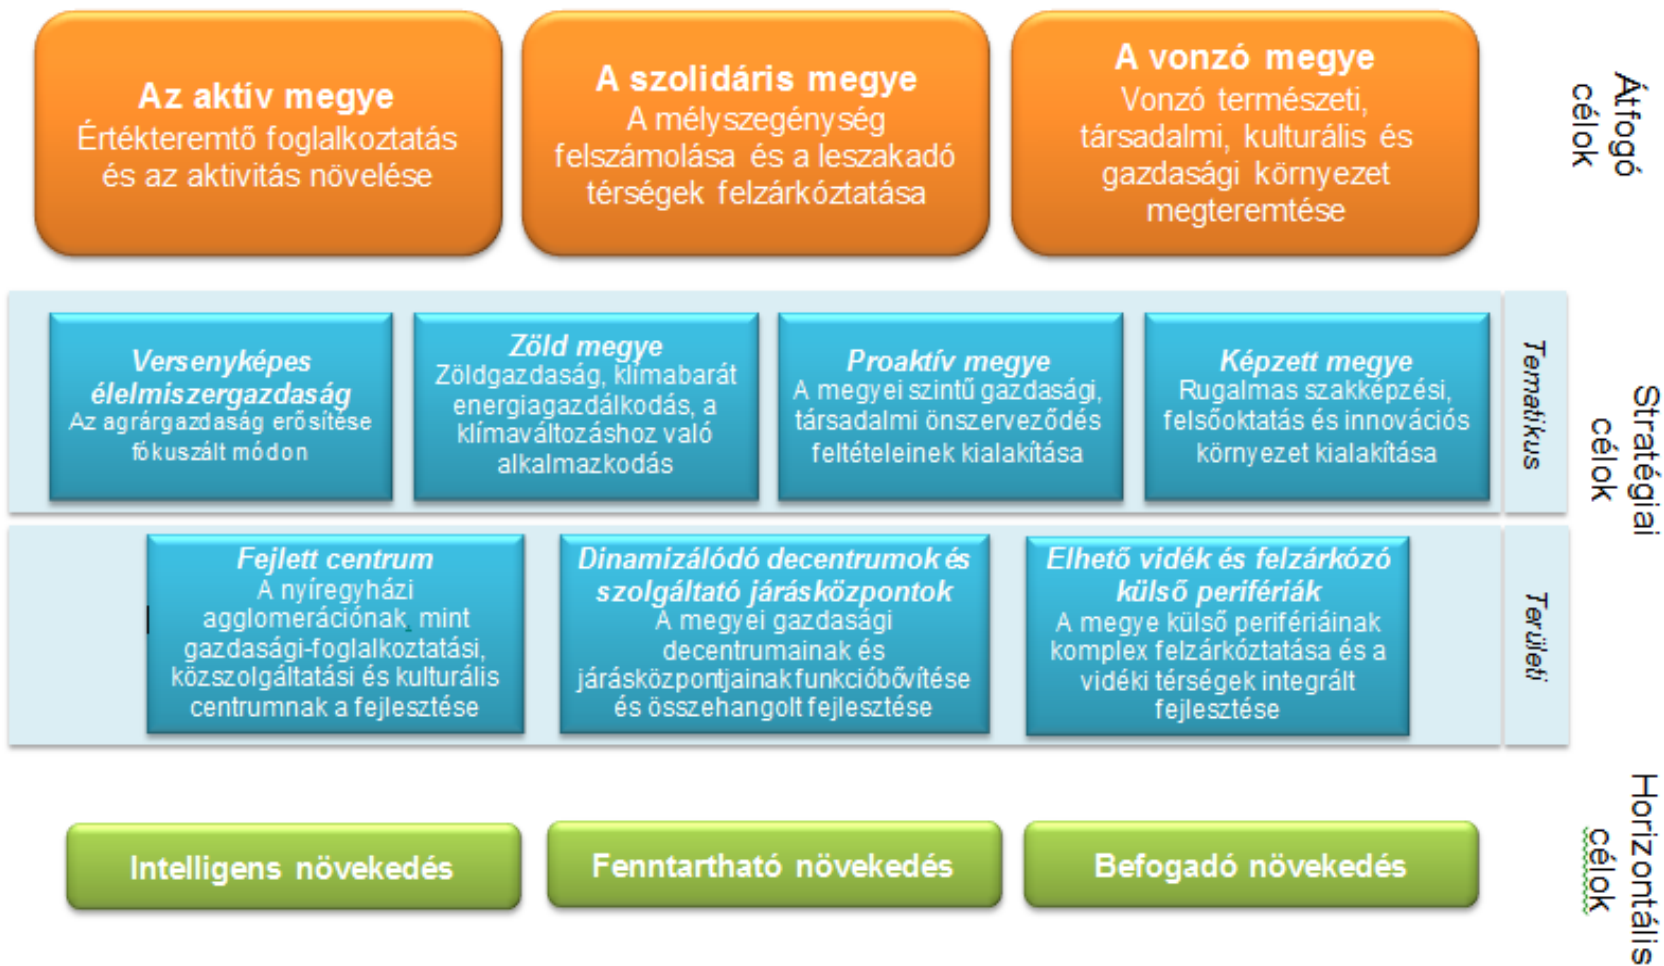 Az aktív megye
Értékteremtő foglalkoztatás
és az aktivitás növelése
A szolidáris megye
A mélyszegénység
felszámolása és a leszakadó
térségek felzárkóztatása
A vonzó megye
Vonzó természeti,
társadalmi, kulturális és
gazdasági környezet
megteremtése
Átfogó
célok
Versenyképes
élelmiszergazdaság
Az agrárgazdaság erősítése
fókuszált módon
Zöld megye
Zöldgazdaság, klímabarát
energiagazdálkodás, a
klímaváltozáshoz való
alkalmazkodás
Proaktív megye
A megyei szintű gazdasági,
társadalmi önszerveződés
feltételeinek kialakítása
Képzett megye
Rugalmas szakképzési,
felsőoktatás és innovációs
környezet kialakítása
Tematikus
Stratégiai
célok
Fejlett centrum
A nyíregyházi
agglomerációnak, mint
gazdasági-foglalkoztatási,
közszolgáltatási és kulturális
centrumnak a fejlesztése
Dinamizálódó decentrumok és
szolgáltató járásközpontok
A megyei gazdasági
decentrumainak és
járásközpontjainak funkcióbővítése
és összehangolt fejlesztése
Elhető vidék és felzárkózó
külső perifériák
A megye külső perifériáinak
komplex felzárkóztatása és a
vidéki térségek integrált
fejlesztése
Területi
Intelligens növekedés
Fenntartható növekedés
Befogadó növekedés
Horizontális
célok